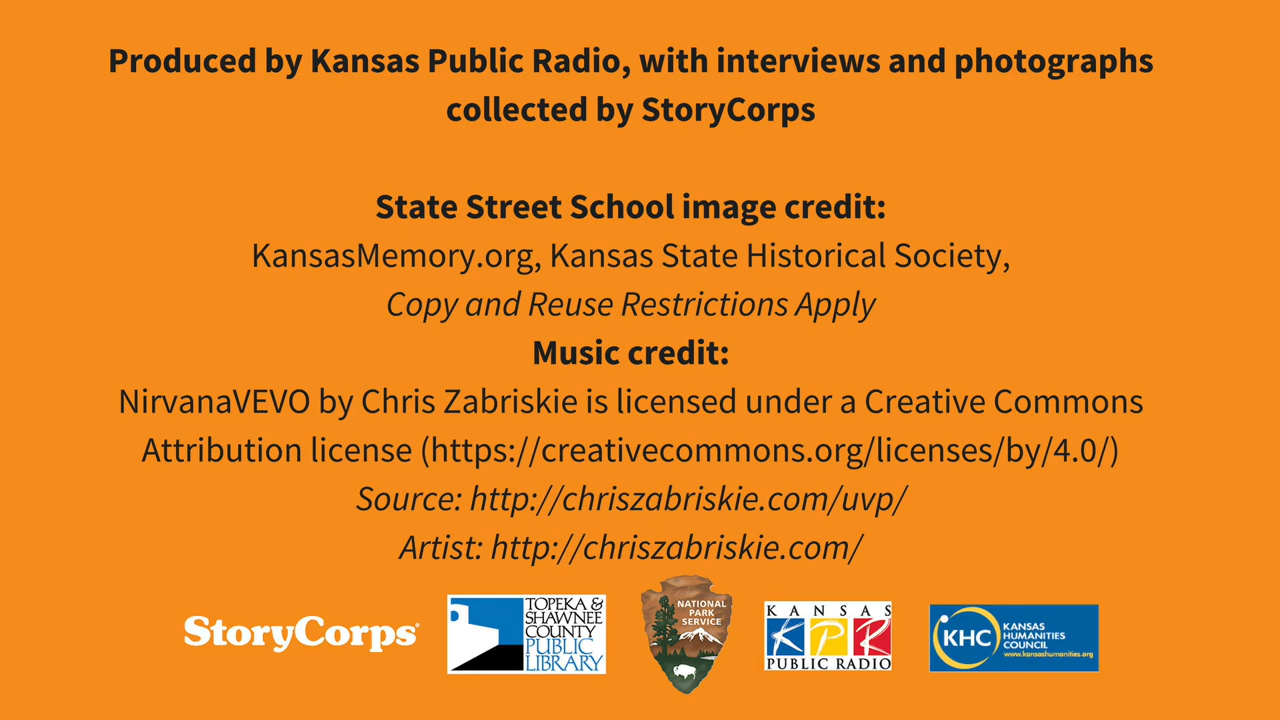 Produced by Kansas Public Radio, with interviews and photographs
collected by StoryCorps
State Street School image credit:
KansasMemory.org, Kansas State Historical Society,
Copy and Reuse Restrictions Apply
Music credit:
NirvanaVEVO by Chris Zabriskie is licensed under a Creative Commons
Attribution license (https://creativecommons.org/licenses/by/4.0/)
Source: http://chriszabriskie.com/uvp/
Artist: http://chriszabriskie.com/
StoryCorps
TOPEKA &
SHAWNEE
COUNTY
PUBLIC
LIBRARY
NATIONAL
PARK
SERVICE
KANSAS
KPR
PUBLIC RADIO
KHC
KANSAS
HUMANITIES
COUNCIL
www.kansashumanities.org